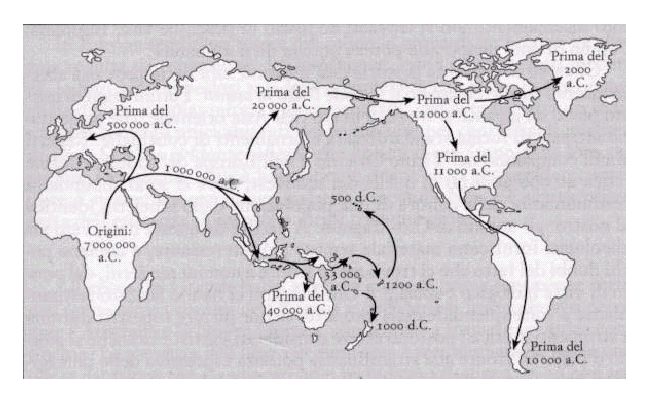 Prima del
2000
a.C.
Prima del
20 000 a.C.
Prima del
12 000 a.C.
Prima del
500 000 a.C.
Prima del
11 000 a.C.
1 000 000 a.C.
500 d.C.
Origini:
7 000 000
a.C.
33 000
a.C.
1200 a.C.
Prima del
40 000 a.C.
1000 d.C.
Prima del
10 000 a.C.